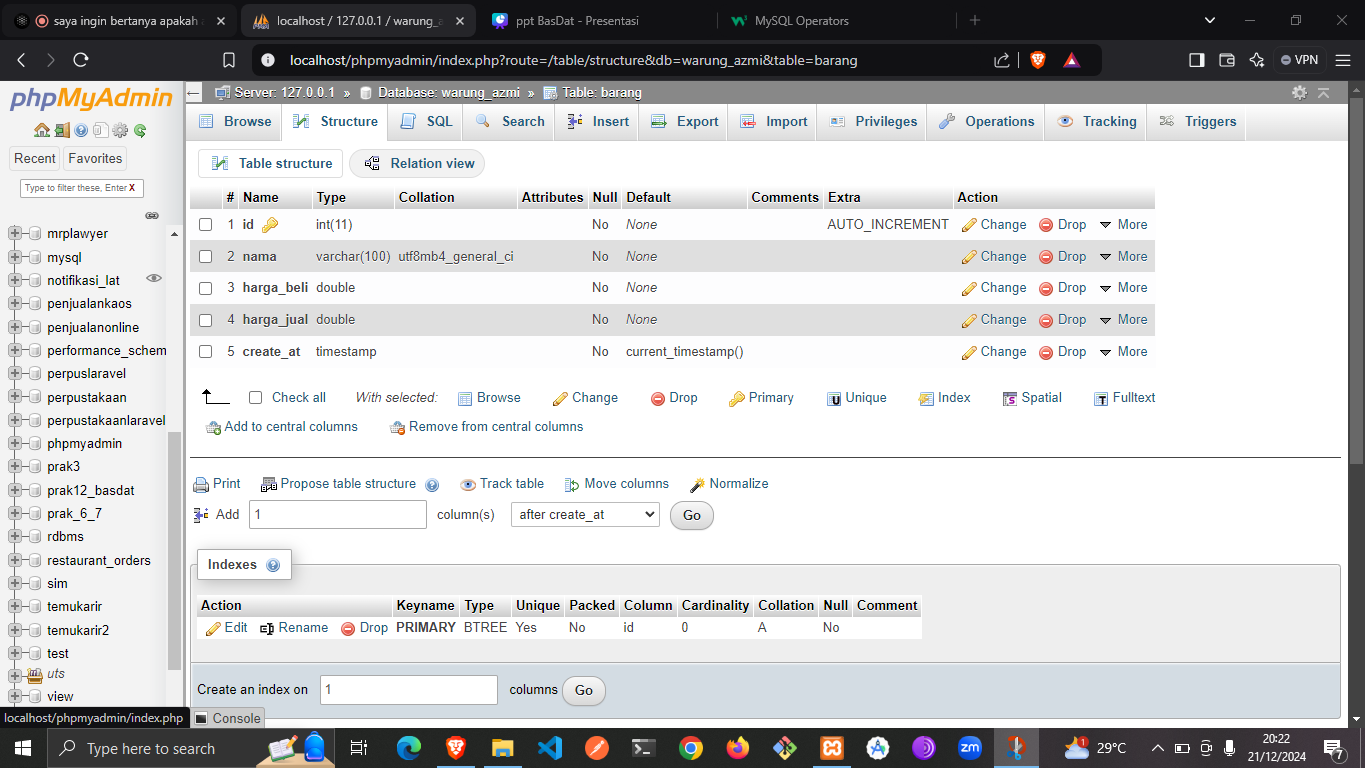 saya ingin bertanya apakah
localhost / 127.0.0.1 / warung_a
ppt BasDat - Presentasi
MySQL Operators
localhost/phpmyadmin/index.php?route=/table/structure&db=warung_azmi&table=barang
VPN
phpMyAdmin
Server: 127.0.0.1 » Database: warung_azmi » Table: barang
Browse Structure SQL Search Insert Export Import Privileges Operations Tracking Triggers
Recent Favorites
Type to filter these, Enter X
mrplawyer
mysql
notifikasi_lat
penjualankaos
penjualanonline
performance_schem
perpuslaravel
perpustakaan
perpustakaanlaravel
phpmyadmin
prak3
prak12_basdat
prak_6_7
rdbms
restaurant_orders
sim
temukarir
temukarir2
test
uts
view
localhost/phpmyadmin/index.php
Table structure Relation view
# Name Type Collation Attributes Null Default Comments Extra Action
1 id int(11) No None AUTO_INCREMENT Change Drop More
2 nama varchar(100) utf8mb4_general_ci No None Change Drop More
3 harga_beli double No None Change Drop More
4 harga_jual double No None Change Drop More
5 create_at timestamp No current_timestamp() Change Drop More
Check all With selected: Browse Change Drop Primary Unique Index Spatial Fulltext
Add to central columns Remove from central columns
Print Propose table structure Track table Move columns Normalize
Add 1 column(s) after create_at Go
Indexes
Action Keyname Type Unique Packed Column Cardinality Collation Null Comment
Edit Rename Drop PRIMARY BTREE Yes No id 0 A No
Create an index on 1 columns Go
Console
Type here to search
zm
1
29°C
20:22
21/12/2024
7